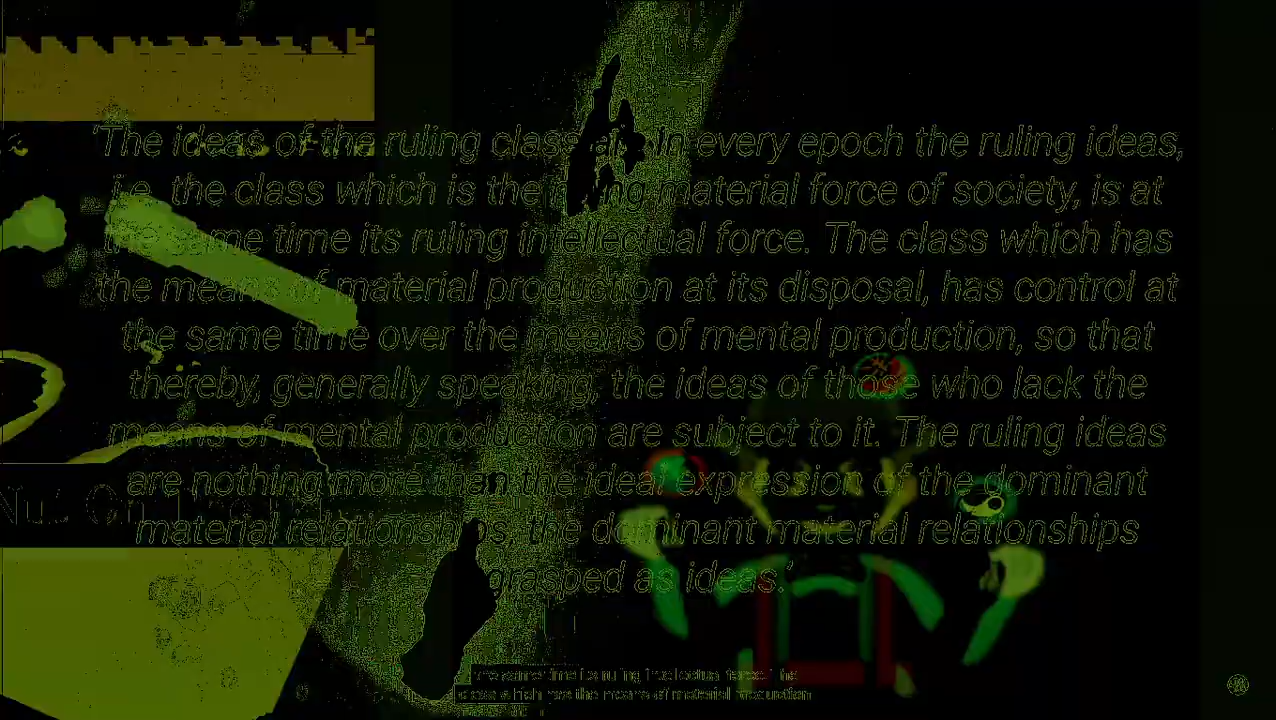 'The ideas of the ruling class In every epoch the ruling ideas,
i.e. the class which is the ruling material force of society, is at
the same time its ruling intellectual force. The class which has
the means of material production at its disposal, has control at
the same time over the means of mental production, so that
thereby, generally speaking, the ideas of those who lack the
means of mental production are subject to it. The ruling ideas
are nothing more than the ideal expression of the dominant
material relationships, the dominant material relationships
grasped as ideas.'
the same time its ruling intellectual force. The
class which has the means of material production